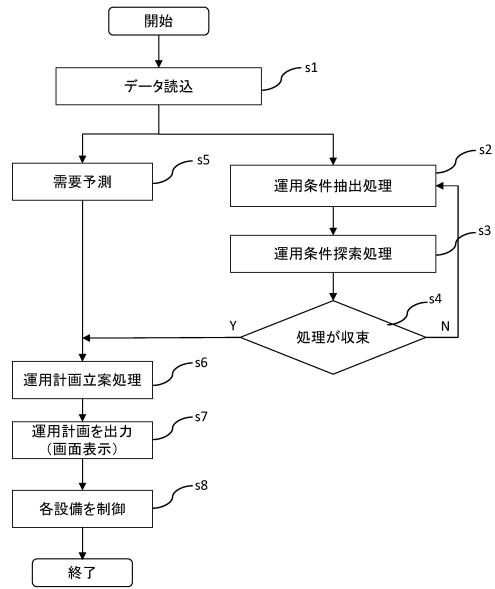 開始
s1
データ読込
s5
s2
需要予測
運用条件抽出処理
s3
運用条件探索処理
s4
Y
N
処理が収束
s6
運用計画立案処理
s7
運用計画を出力
（画面表示）
s8
各設備を制御
終了